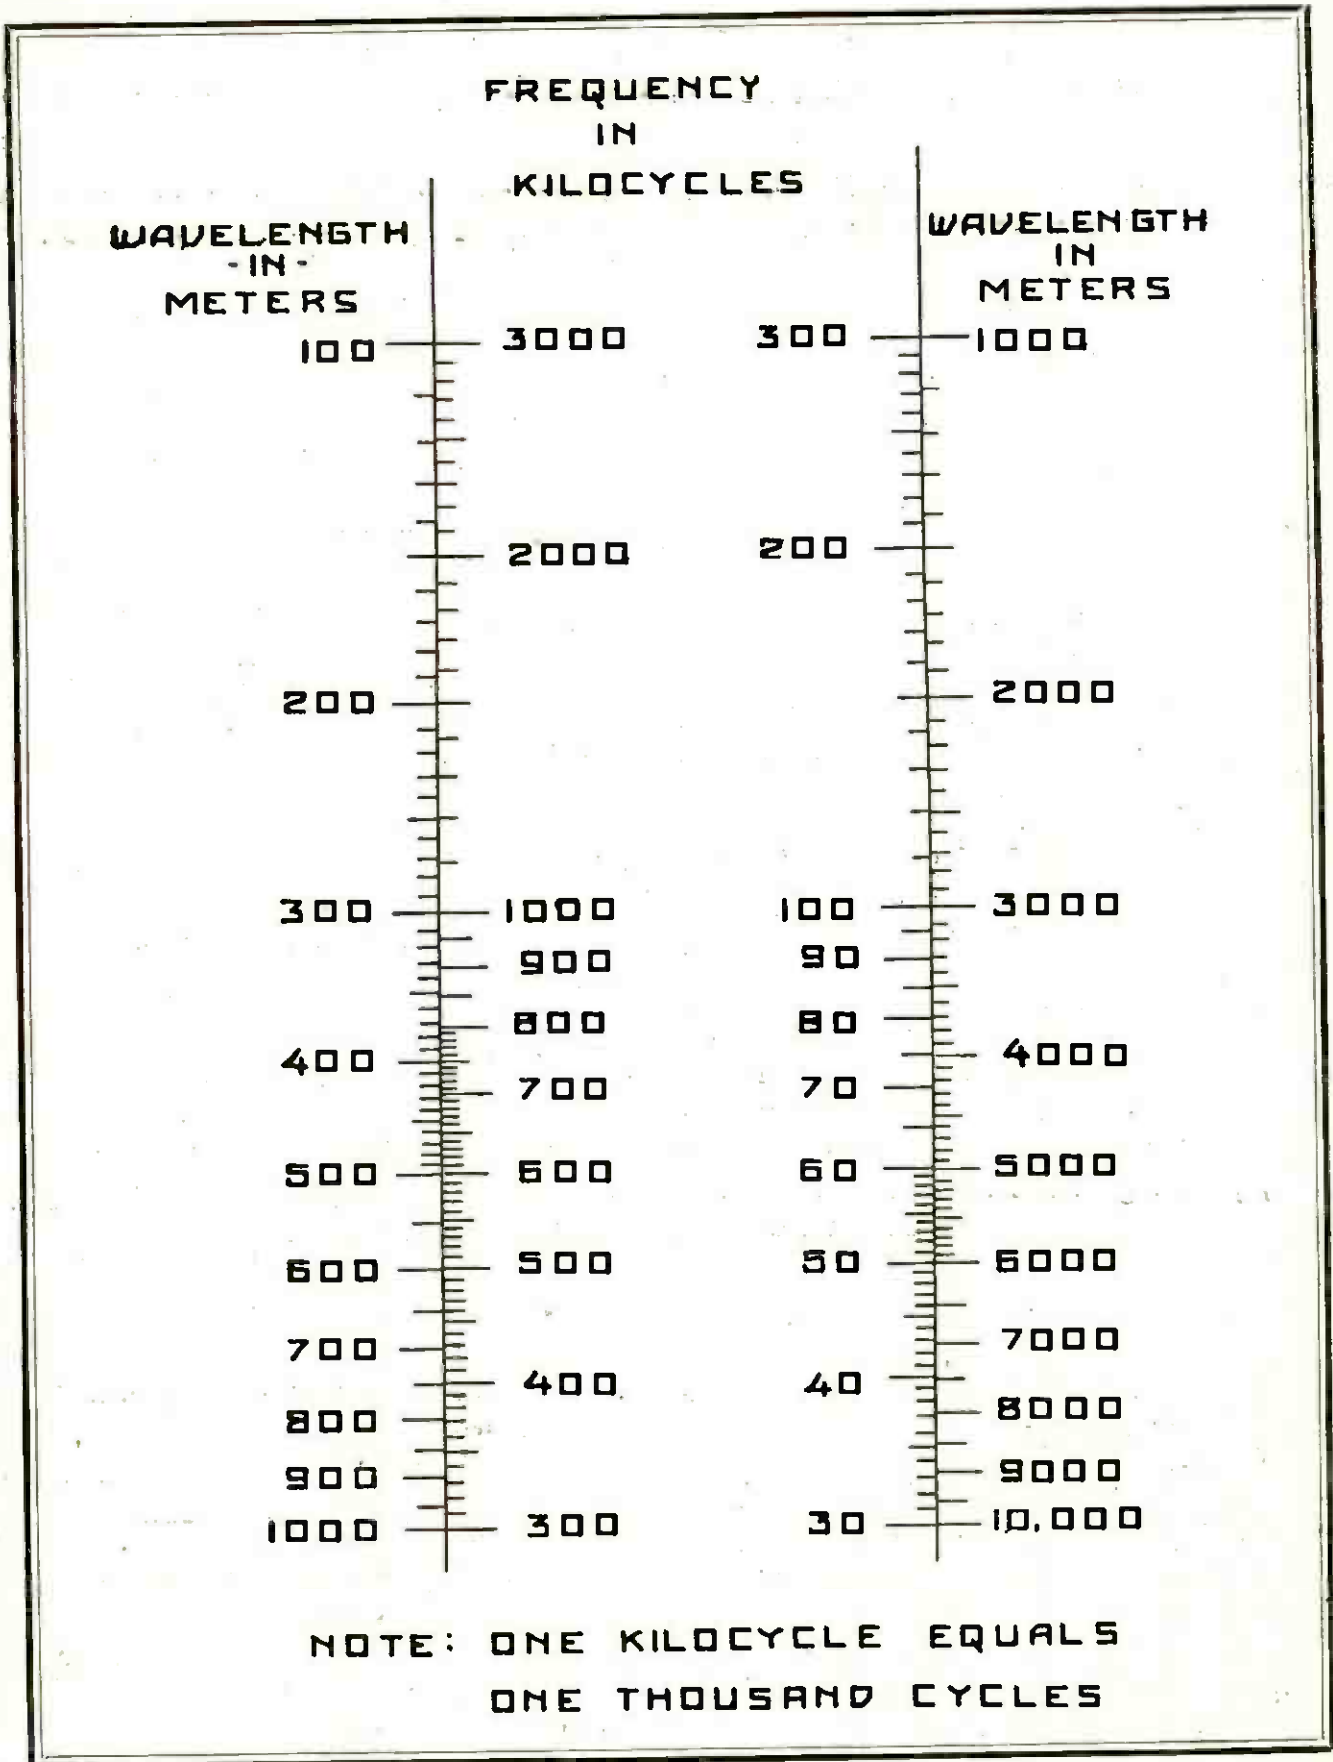 FREQUENCY
IN
KILOCYCLES
WAVELENGTH
- IN -
METERS
WAVELENGTH
IN
METERS
100 3000 300 1000
2000 200
200 2000
300 1000 100 3000
900 90
800 80
400 4000
700 70
500 600 60 5000
600 500 50 6000
700 7000
400 40
800 8000
900 9000
1000 300 30 10,000
NOTE: ONE KILOCYCLE EQUALS
ONE THOUSAND CYCLES